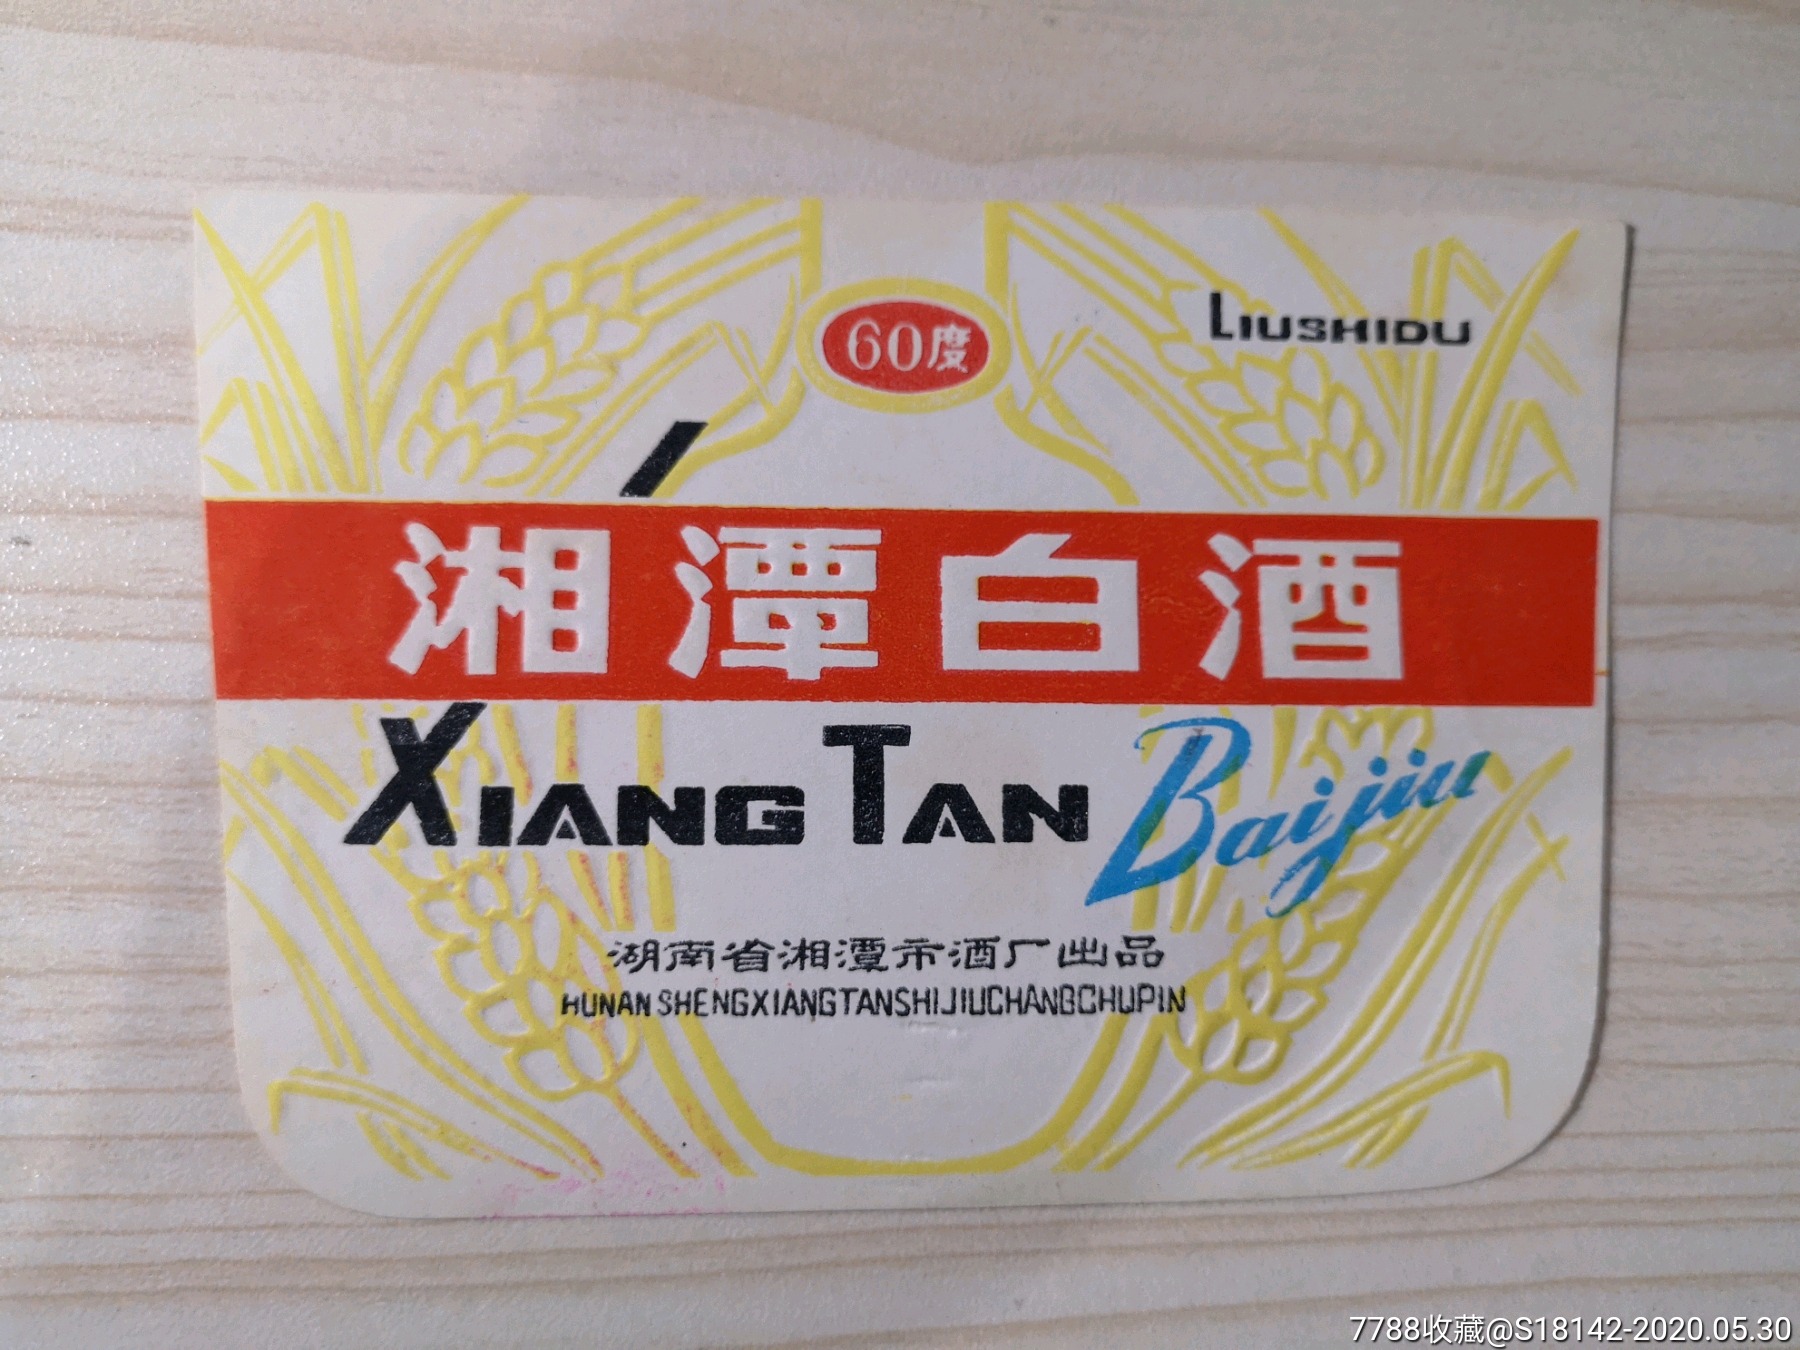 60度
LIUSHIDU
湘潭白酒
XIANG TAN Baijiu
湖南省湘潭市酒厂出品
HUNAN SHENGXIANGTANSHIJIUCHANGCHUPIN
7788收藏@S18142-2020.05.30